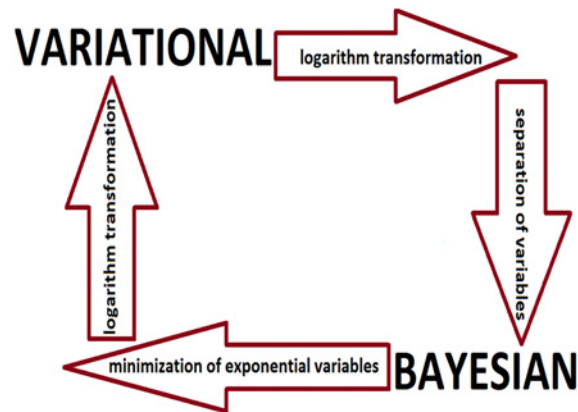 VARIATIONAL
logarithm transformation
separation of variables
BAYESIAN
minimization of exponential variables
logarithm transformation